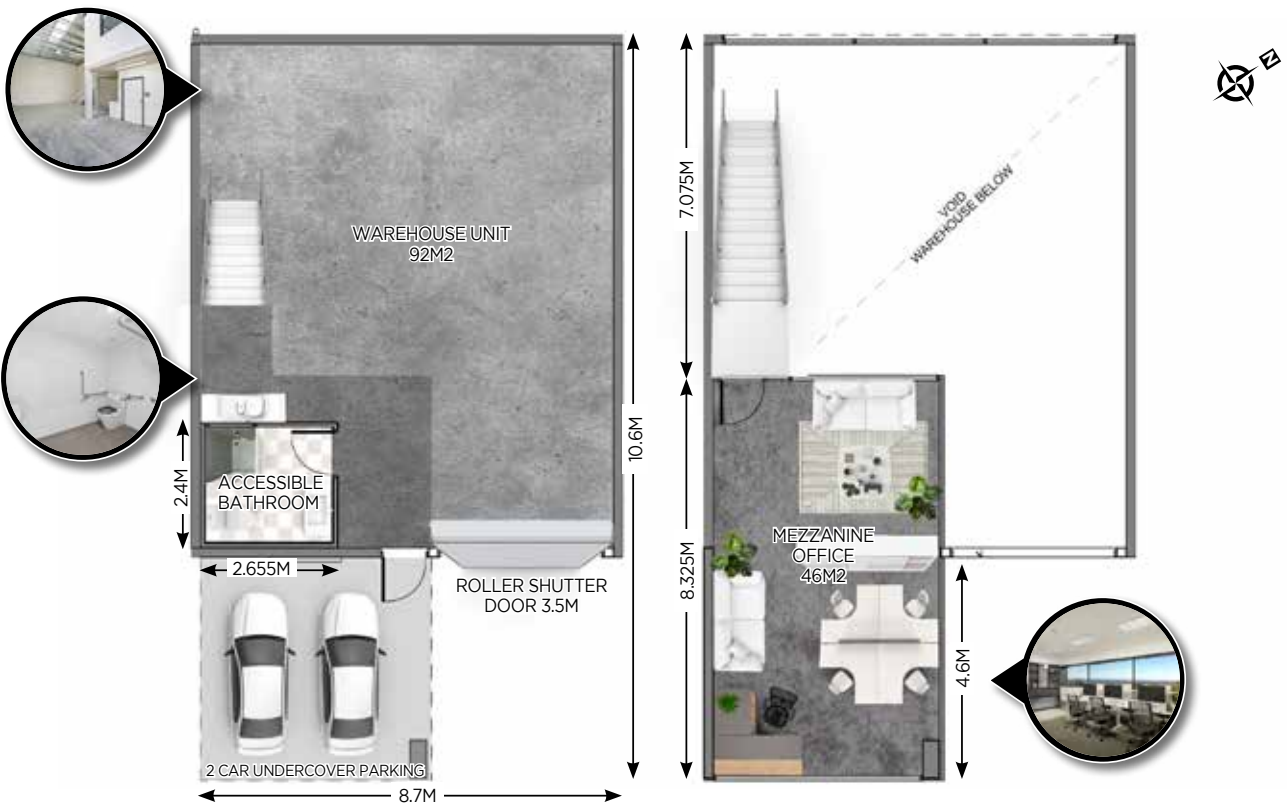 WAREHOUSE UNIT
92M2
10.6M
2.4M
ACCESSIBLE
BATHROOM
2.655M
ROLLER SHUTTER
DOOR 3.5M
2 CAR UNDERCOVER PARKING
8.7M
7.075M
VOID
WAREHOUSE BELOW
8.325M
MEZZANINE
OFFICE
46M2
4.6M
N